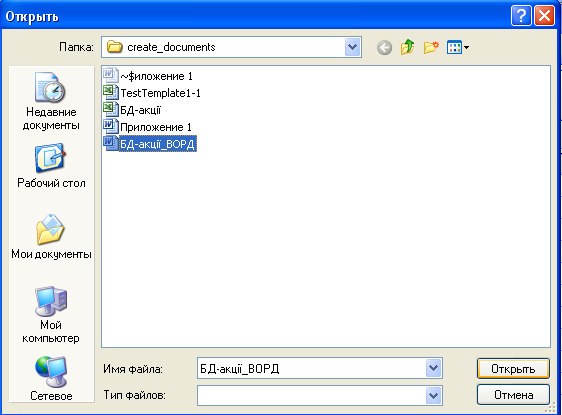 Открыть
Папка: create_documents
~$иложение 1
TestTemplate1-1
БД-акції
Приложение 1
БД-акції_ВОРД
Недавние
документы
Рабочий стол
Мои документы
Мой
компьютер
Сетевое
Имя файла: БД-акції_ВОРД Открыть
Тип файлов: Отмена